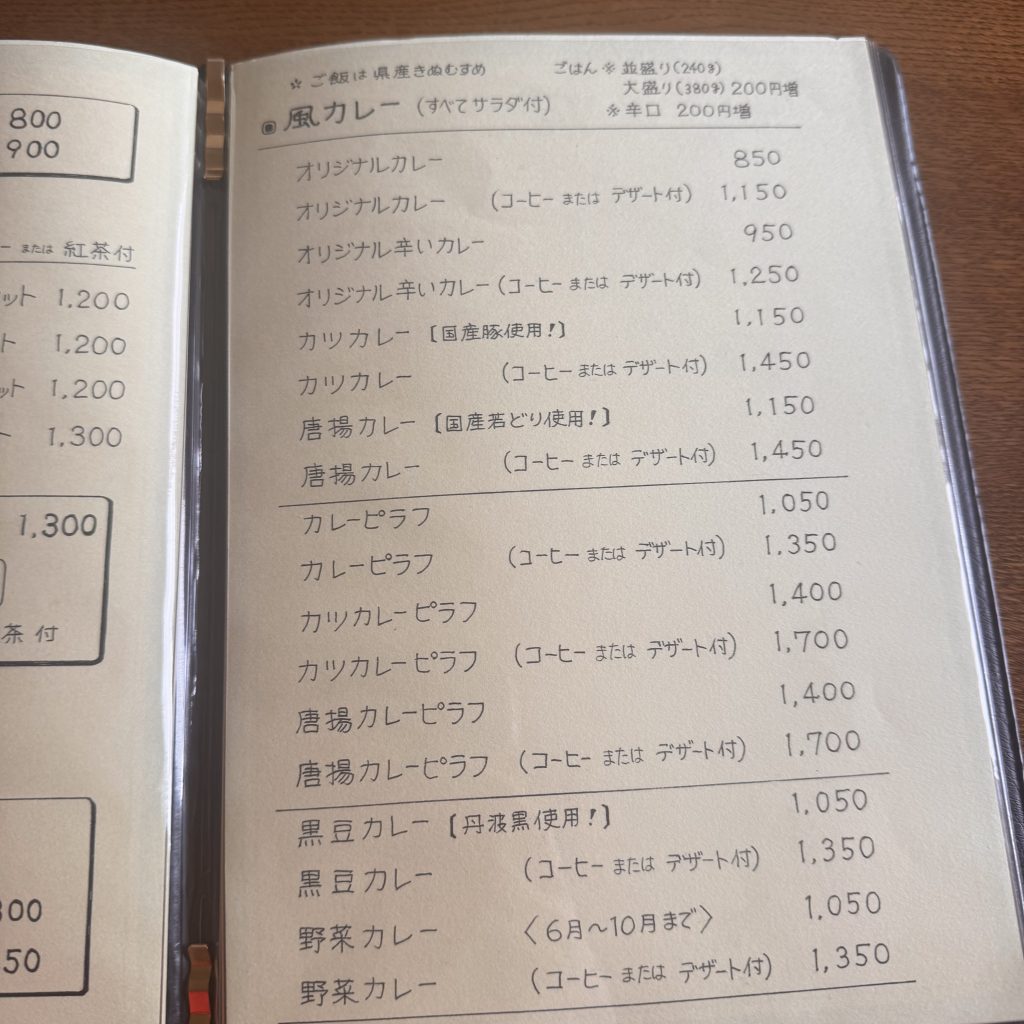 800
900
ー または 紅茶付
ット 1.200
ト 1,200
ット 1,200
ト 1,300
1,300
茶付
300
50
☆ ご飯は県産きぬむすめ
ごはん ※ 並盛り(240g)
大盛り(380g) 200円増
※ 辛口 200円増
◉ 風カレー (すべてサラダ付)
オリジナルカレー 850
オリジナルカレー (コーヒーまたは デザート付) 1,150
オリジナル辛いカレー 950
オリジナル辛いカレー (コーヒーまたは デザート付) 1,250
カツカレー [国産豚使用!] 1,150
カツカレー (コーヒーまたは デザート付) 1,450
唐揚カレー [国産若どり使用!] 1,150
唐揚カレー (コーヒーまたは デザート付) 1,450
カレーピラフ 1,050
カレーピラフ (コーヒーまたは デザート付) 1,350
カツカレーピラフ 1,400
カツカレーピラフ (コーヒーまたは デザート付) 1,700
唐揚カレーピラフ 1,400
唐揚カレーピラフ (コーヒーまたは デザート付) 1,700
黒豆カレー [丹波黒使用!] 1,050
黒豆カレー (コーヒーまたは デザート付) 1,350
野菜カレー 〈6月〜10月まで〉 1,050
野菜カレー (コーヒーまたは デザート付) 1,350